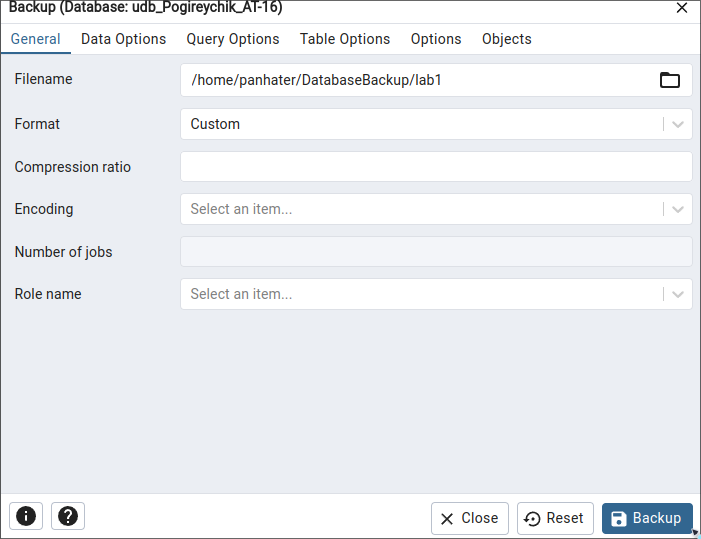 Backup (Database: udb_Pogireychik_AT-16)
General Data Options Query Options Table Options Options Objects
Filename /home/panhater/DatabaseBackup/lab1
Format Custom
Compression ratio
Encoding Select an item...
Number of jobs
Role name Select an item...
Close Reset Backup